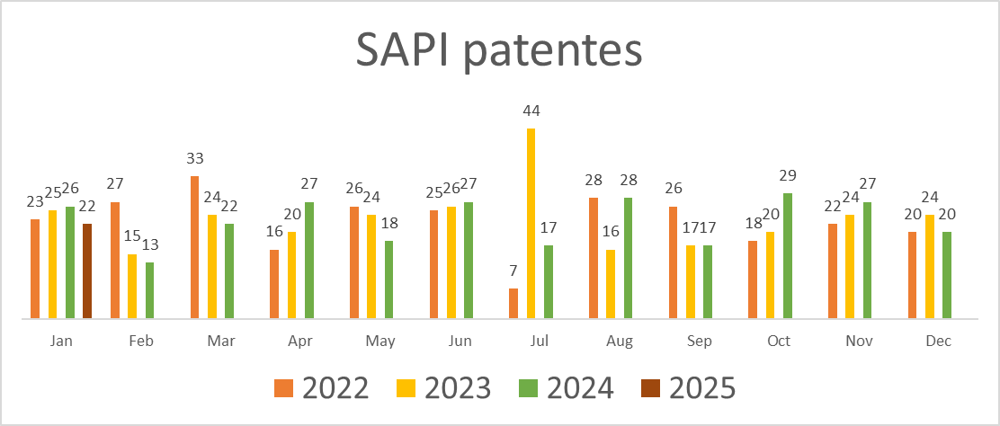 SAPI patentes
23 25 26 22
27 15 13
33 24 22
16 20 27
26 24 18
25 26 27
7 44 17
28 16 28
26 17 17
18 20 29
22 24 27
20 24 20
Jan Feb Mar Apr May Jun Jul Aug Sep Oct Nov Dec
2022 2023 2024 2025